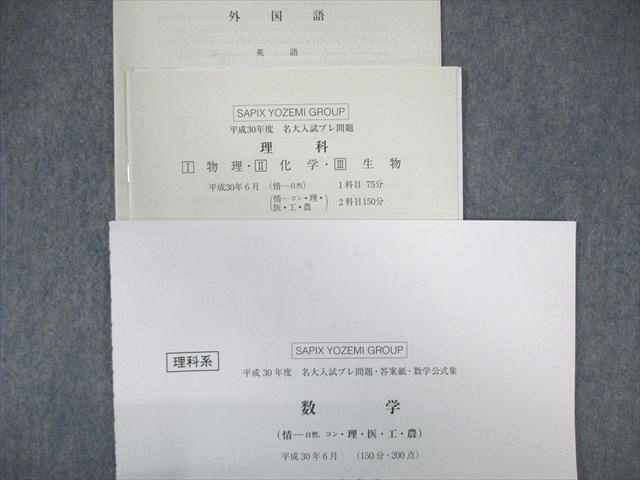 外国語
英語
SAPIX YOZEMI GROUP
平成30年度 名大入試プレ問題
理科
Ⅰ 物理・Ⅱ 化学・Ⅲ 生物
平成30年6月 (情―自然) 1科目 75分
(情―コン・理・医・工・農) 2科目150分
理科系
SAPIX YOZEMI GROUP
平成30年度 名大入試プレ問題・答案紙・数学公式集
数学
(情―自然, コン・理・医・工・農)
平成30年6月 (150分・200点)